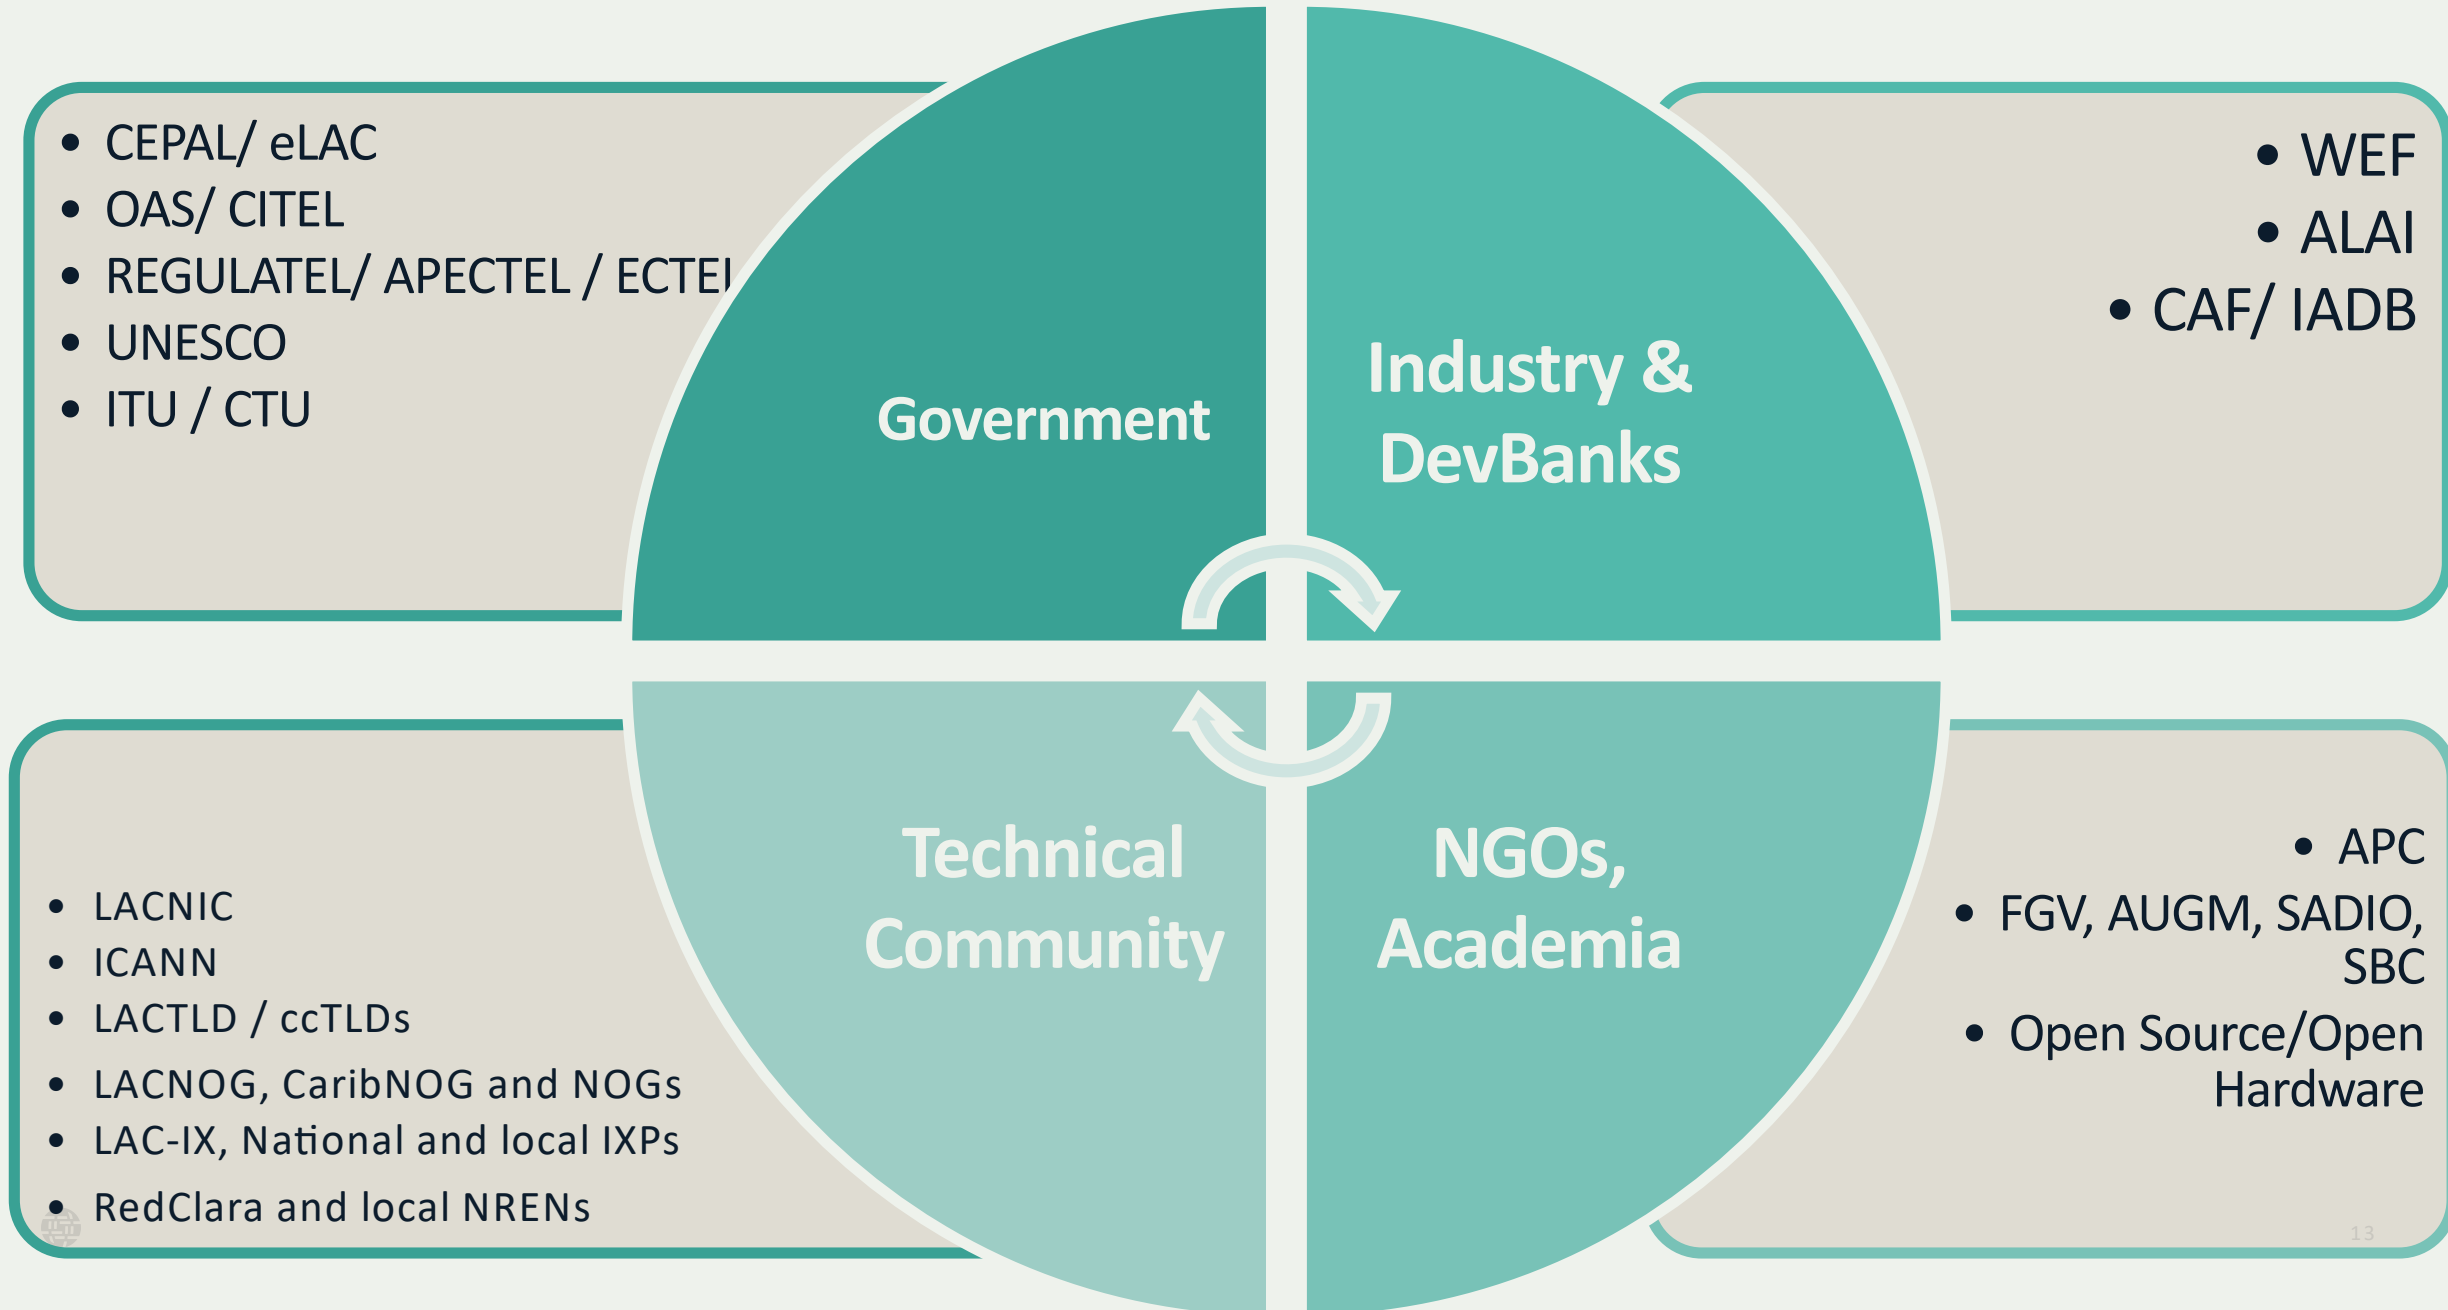 • CEPAL/ eLAC
• OAS/ CITEL
• REGULATEL/ APECTEL / ECTEL
• UNESCO
• ITU / CTU
Government
Industry &
DevBanks
• WEF
• ALAI
• CAF/ IADB
• LACNIC
• ICANN
• LACTLD / ccTLDs
• LACNOG, CaribNOG and NOGs
• LAC-IX, National and local IXPs
• RedClara and local NRENs
Technical
Community
NGOs,
Academia
• APC
• FGV, AUGM, SADIO,
SBC
• Open Source/Open
Hardware
13